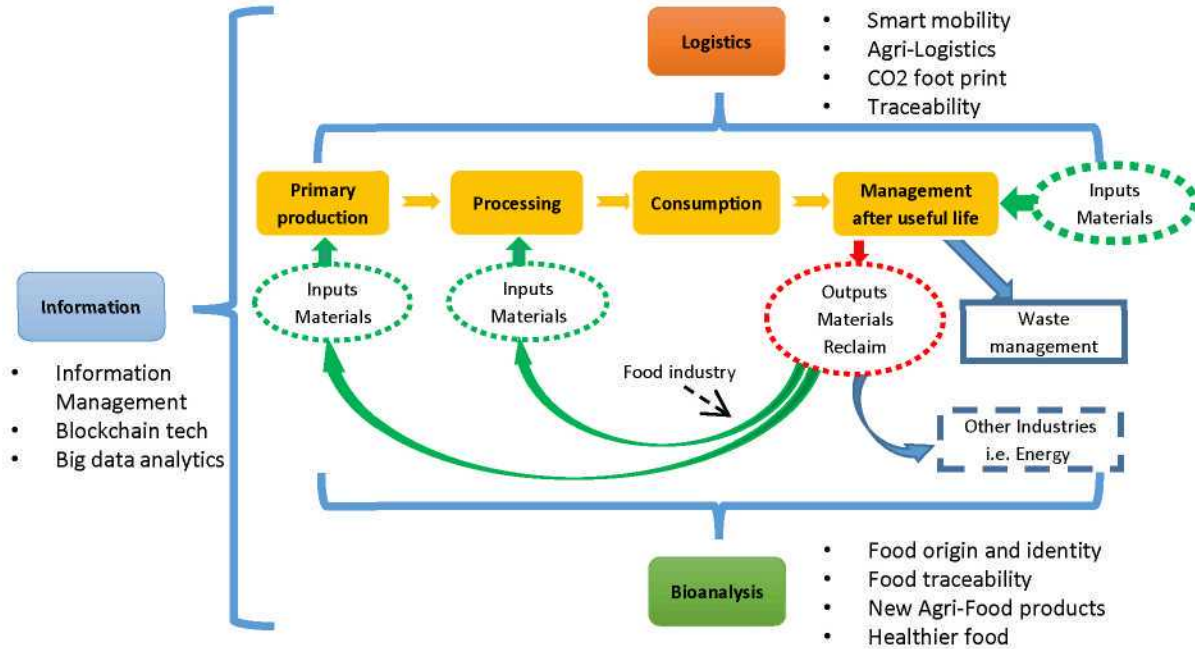 Logistics
• Smart mobility
• Agri-Logistics
• CO2 foot print
• Traceability
Primary
production
Processing
Consumption
Management
after useful life
Inputs
Materials
Information
• Information
Management
• Blockchain tech
• Big data analytics
Inputs
Materials
Inputs
Materials
Outputs
Materials
Reclaim
Waste
management
Food industry
Other Industries
i.e. Energy
Bioanalysis
• Food origin and identity
• Food traceability
• New Agri-Food products
• Healthier food